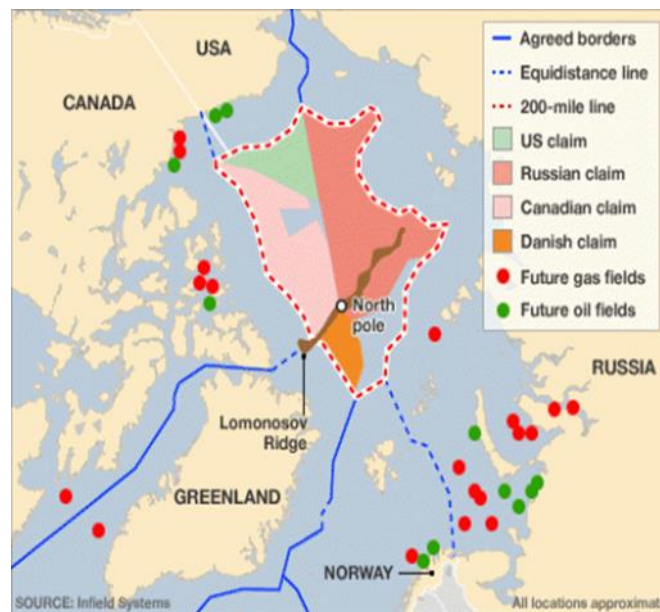 USA
CANADA
Agreed borders
Equidistance line
200-mile line
US claim
Russian claim
Canadian claim
Danish claim
Future gas fields
Future oil fields
North
pole
RUSSIA
Lomonosov
Ridge
GREENLAND
NORWAY
SOURCE: Infield Systems
All locations approximat